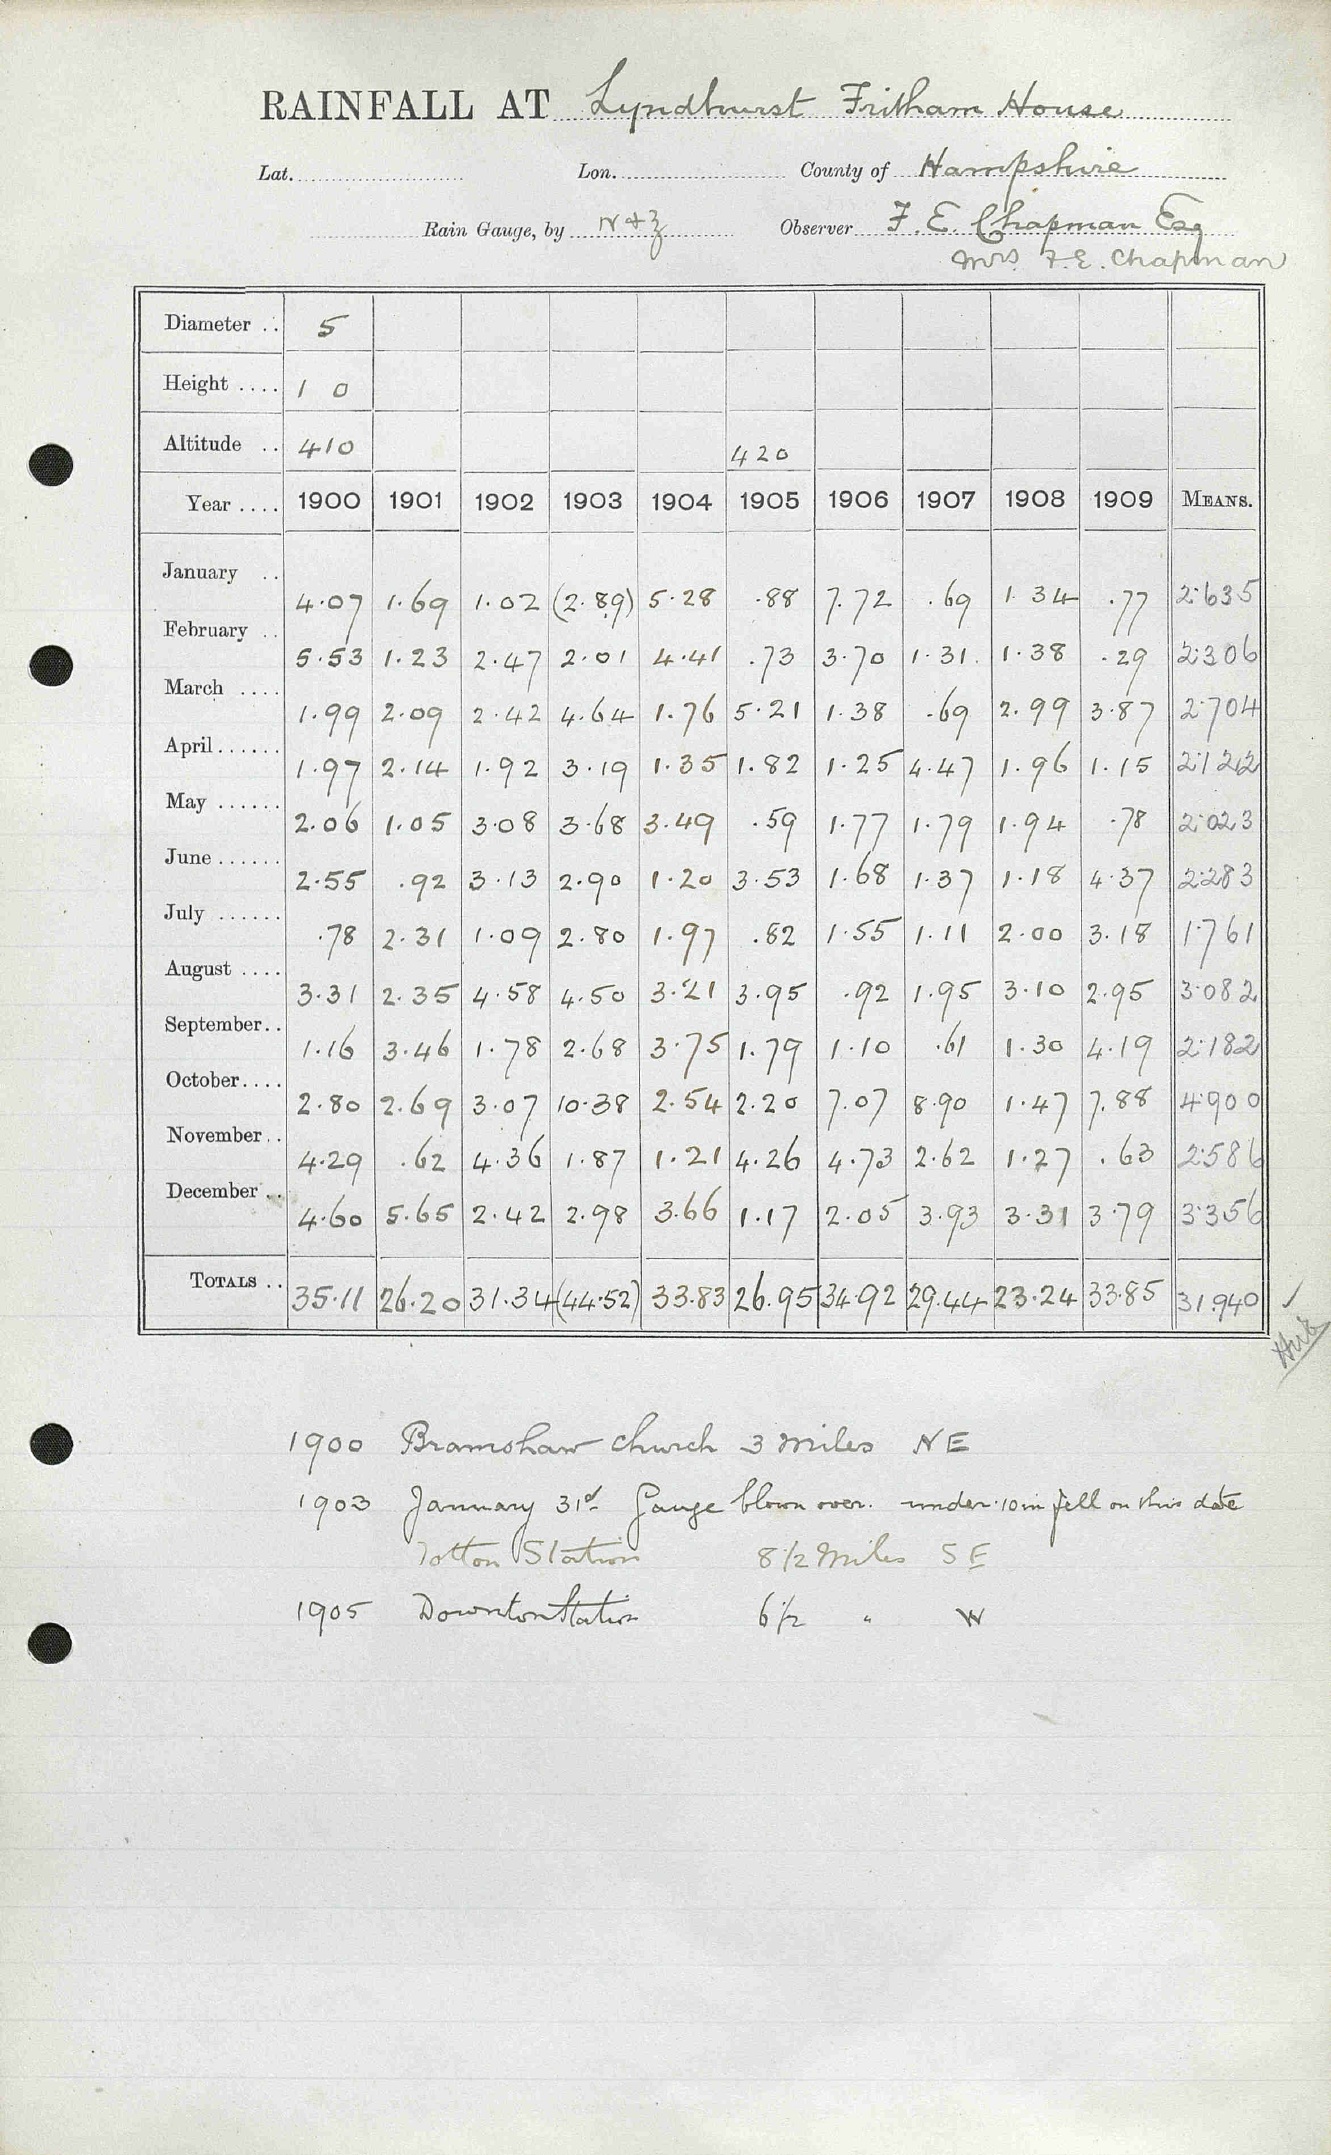 RAINFALL AT Lyndhurst Fritham House
Lat. Lon. County of Hampshire
Rain Gauge, by N & Z Observer F. E. Chapman Esq
Mrs. F. E. Chapman
Diameter .. 5
Height .... 1 0
Altitude .. 410 420
Year .... 1900 1901 1902 1903 1904 1905 1906 1907 1908 1909 MEANS.
January .. 4.07 1.69 1.02 (2.89) 5.28 .88 7.72 .69 1.34 .77 2.635
February .. 5.53 1.23 2.47 2.01 4.41 .73 3.70 1.31 1.38 .29 2.306
March .... 1.99 2.09 2.42 4.64 1.76 5.21 1.38 .69 2.99 3.87 2.704
April ...... 1.97 2.14 1.92 3.19 1.35 1.82 1.25 4.47 1.96 1.15 2.122
May ...... 2.06 1.05 3.08 3.68 3.49 .59 1.77 1.79 1.94 .78 2.023
June ...... 2.55 .92 3.13 2.90 1.20 3.53 1.68 1.37 1.18 4.37 2.283
July ...... .78 2.31 1.09 2.80 1.97 .82 1.55 1.11 2.00 3.18 1.761
August .... 3.31 2.35 4.58 4.50 3.21 3.95 .92 1.95 3.10 2.95 3.082
September.. 1.16 3.46 1.78 2.68 3.75 1.79 1.10 .61 1.30 4.19 2.182
October.... 2.80 2.69 3.07 10.38 2.54 2.20 7.07 8.90 1.47 7.88 4.900
November.. 4.29 .62 4.36 1.87 1.21 4.26 4.73 2.62 1.27 .63 2.586
December .. 4.60 5.65 2.42 2.98 3.66 1.17 2.05 3.93 3.31 3.79 3.356
TOTALS .. 35.11 26.20 31.34 (44.52) 33.83 26.95 34.92 29.44 23.24 33.85 31.940 ✓
1900 Bramshaw Church 3 Miles NE
1903 January 31st Gauge blown over. under .10 in fell on this date
Totton Station 8 1/2 Miles SE
1905 Downton Station 6 1/2 " W